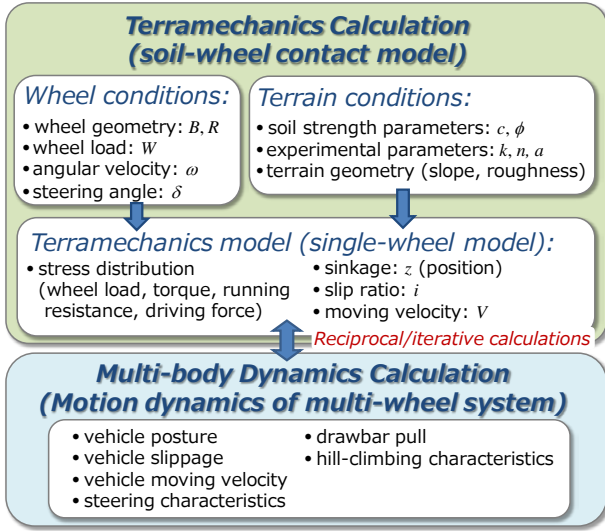 Terramechanics Calculation
(soil-wheel contact model)
Wheel conditions:
• wheel geometry: B, R
• wheel load: W
• angular velocity: ω
• steering angle: δ
Terrain conditions:
• soil strength parameters: c, ϕ
• experimental parameters: k, n, a
• terrain geometry (slope, roughness)
Terramechanics model (single-wheel model):
• stress distribution
(wheel load, torque, running
resistance, driving force)
• sinkage: z (position)
• slip ratio: i
• moving velocity: V
Reciprocal/iterative calculations
Multi-body Dynamics Calculation
(Motion dynamics of multi-wheel system)
• vehicle posture
• vehicle slippage
• vehicle moving velocity
• steering characteristics
• drawbar pull
• hill-climbing characteristics